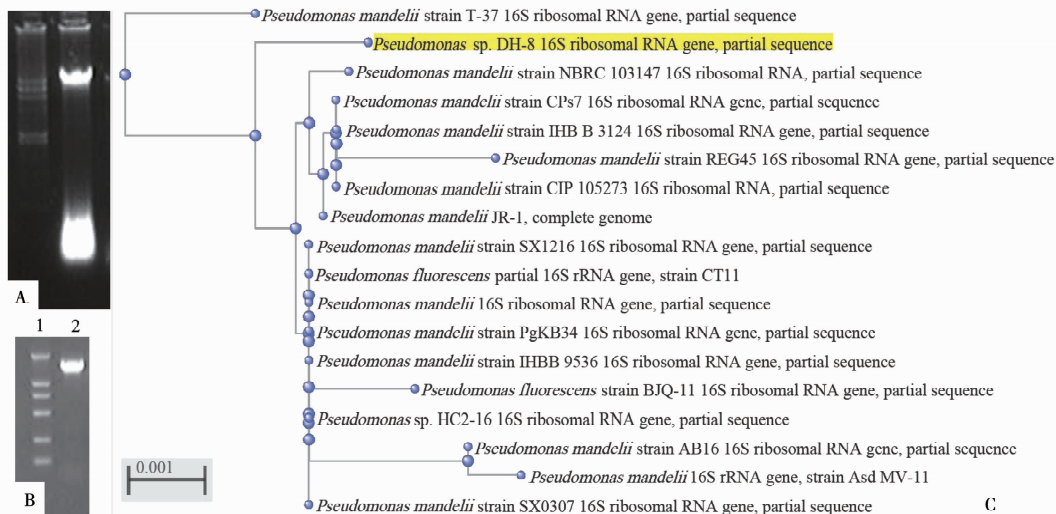 Pseudomonas mandelii strain T-37 16S ribosomal RNA gene, partial sequence
Pseudomonas sp. DH-8 16S ribosomal RNA gene, partial sequence
Pseudomonas mandelii strain NBRC 103147 16S ribosomal RNA, partial sequence
Pseudomonas mandelii strain CPs7 16S ribosomal RNA gene, partial sequence
Pseudomonas mandelii strain IHB B 3124 16S ribosomal RNA gene, partial sequence
Pseudomonas mandelii strain REG45 16S ribosomal RNA gene, partial sequence
Pseudomonas mandelii strain CIP 105273 16S ribosomal RNA, partial sequence
Pseudomonas mandelii JR-1, complete genome
Pseudomonas mandelii strain SX1216 16S ribosomal RNA gene, partial sequence
Pseudomonas fluorescens partial 16S rRNA gene, strain CT11
Pseudomonas mandelii 16S ribosomal RNA gene, partial sequence
Pseudomonas mandelii strain PgKB34 16S ribosomal RNA gene, partial sequence
Pseudomonas mandelii strain IHBB 9536 16S ribosomal RNA gene, partial sequence
Pseudomonas fluorescens strain BJQ-11 16S ribosomal RNA gene, partial sequence
Pseudomonas sp. HC2-16 16S ribosomal RNA gene, partial sequence
Pseudomonas mandelii strain AB16 16S ribosomal RNA gene, partial sequence
Pseudomonas mandelii 16S rRNA gene, strain Asd MV-11
Pseudomonas mandelii strain SX0307 16S ribosomal RNA gene, partial sequence
A.
1 2
B
0.001
C